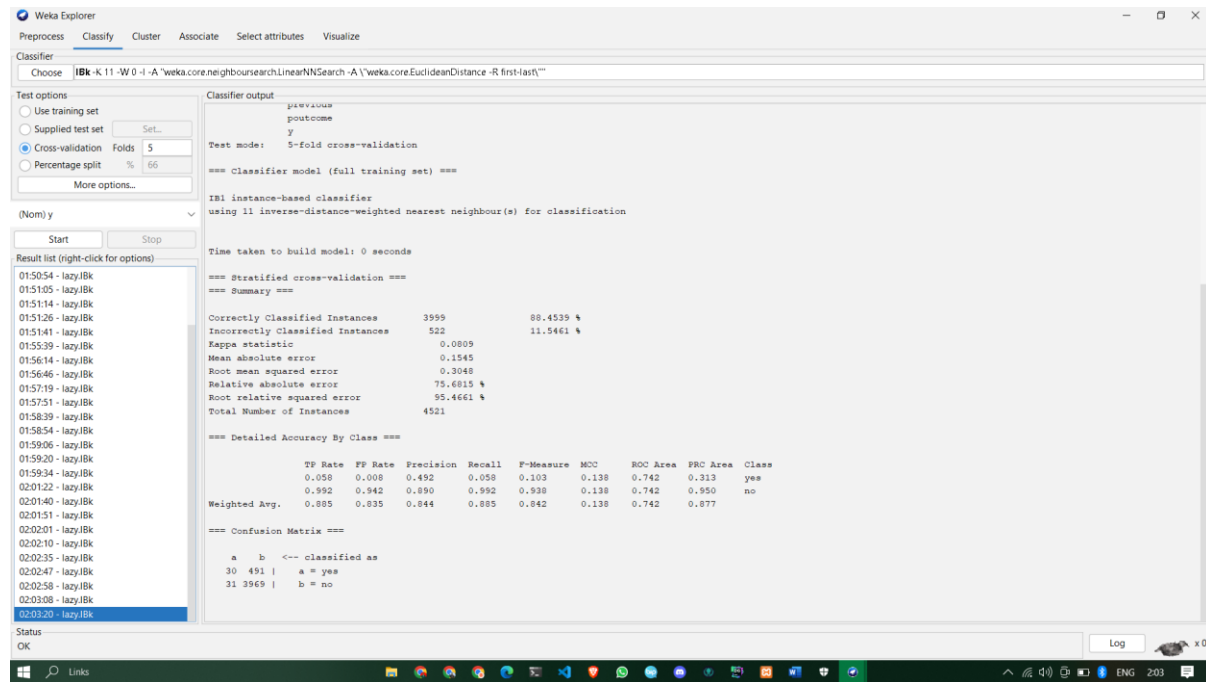 Weka Explorer
Preprocess Classify Cluster Associate Select attributes Visualize
Classifier
Choose IBk -K 11 -W 0 -I -A "weka.core.neighboursearch.LinearNNSearch -A \"weka.core.EuclideanDistance -R first-last\""
Test options
Use training set
Supplied test set Set...
Cross-validation Folds 5
Percentage split % 66
More options...
(Nom) y
Start Stop
Result list (right-click for options)
01:50:54 - lazy.IBk
01:51:05 - lazy.IBk
01:51:14 - lazy.IBk
01:51:26 - lazy.IBk
01:51:41 - lazy.IBk
01:55:39 - lazy.IBk
01:56:14 - lazy.IBk
01:56:46 - lazy.IBk
01:57:19 - lazy.IBk
01:57:51 - lazy.IBk
01:58:39 - lazy.IBk
01:58:54 - lazy.IBk
01:59:06 - lazy.IBk
01:59:20 - lazy.IBk
01:59:34 - lazy.IBk
02:01:22 - lazy.IBk
02:01:40 - lazy.IBk
02:01:51 - lazy.IBk
02:02:01 - lazy.IBk
02:02:10 - lazy.IBk
02:02:35 - lazy.IBk
02:02:47 - lazy.IBk
02:02:58 - lazy.IBk
02:03:08 - lazy.IBk
02:03:20 - lazy.IBk
Classifier output
previous
poutcome
y
Test mode: 5-fold cross-validation
=== Classifier model (full training set) ===
IB1 instance-based classifier
using 11 inverse-distance-weighted nearest neighbour(s) for classification
Time taken to build model: 0 seconds
=== Stratified cross-validation ===
=== Summary ===
Correctly Classified Instances 3999 88.4539 %
Incorrectly Classified Instances 522 11.5461 %
Kappa statistic 0.0809
Mean absolute error 0.1545
Root mean squared error 0.3048
Relative absolute error 75.6815 %
Root relative squared error 95.4661 %
Total Number of Instances 4521
=== Detailed Accuracy By Class ===
TP Rate FP Rate Precision Recall F-Measure MCC ROC Area PRC Area Class
0.058 0.008 0.492 0.058 0.103 0.138 0.742 0.313 yes
0.992 0.942 0.890 0.992 0.938 0.138 0.742 0.950 no
Weighted Avg. 0.885 0.835 0.844 0.885 0.842 0.138 0.742 0.877
=== Confusion Matrix ===
a b <-- classified as
30 491 | a = yes
31 3969 | b = no
Status
OK
Log
x 0
Links
ENG 2:03